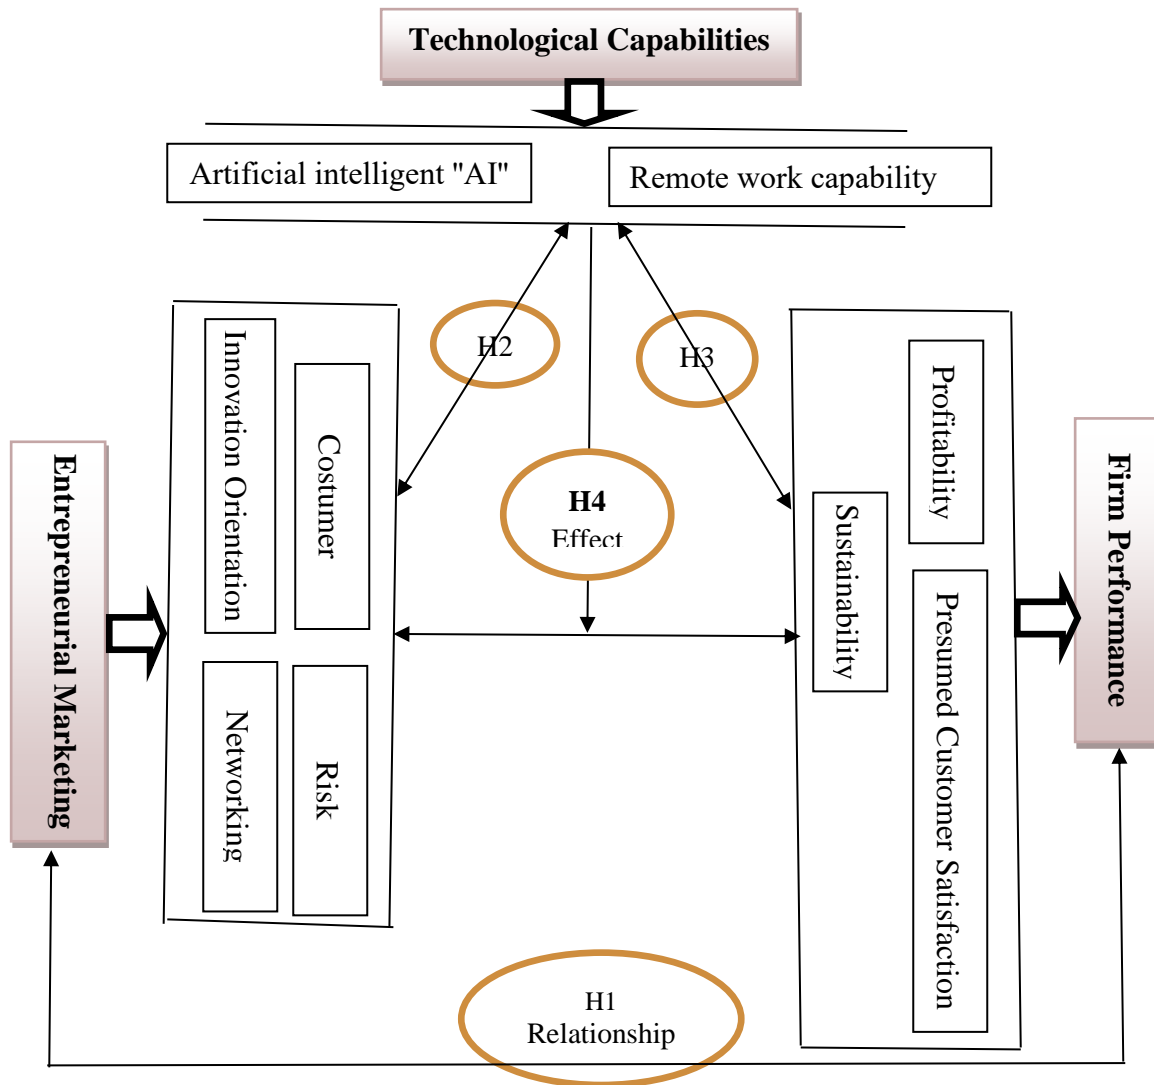 Technological Capabilities
Artificial intelligent "AI"
Remote work capability
H2
H3
Innovation Orientation
Costumer
Profitability
Entrepreneurial Marketing
H4
Effect
Sustainability
Firm Performance
Networking
Risk
Presumed Customer Satisfaction
H1
Relationship